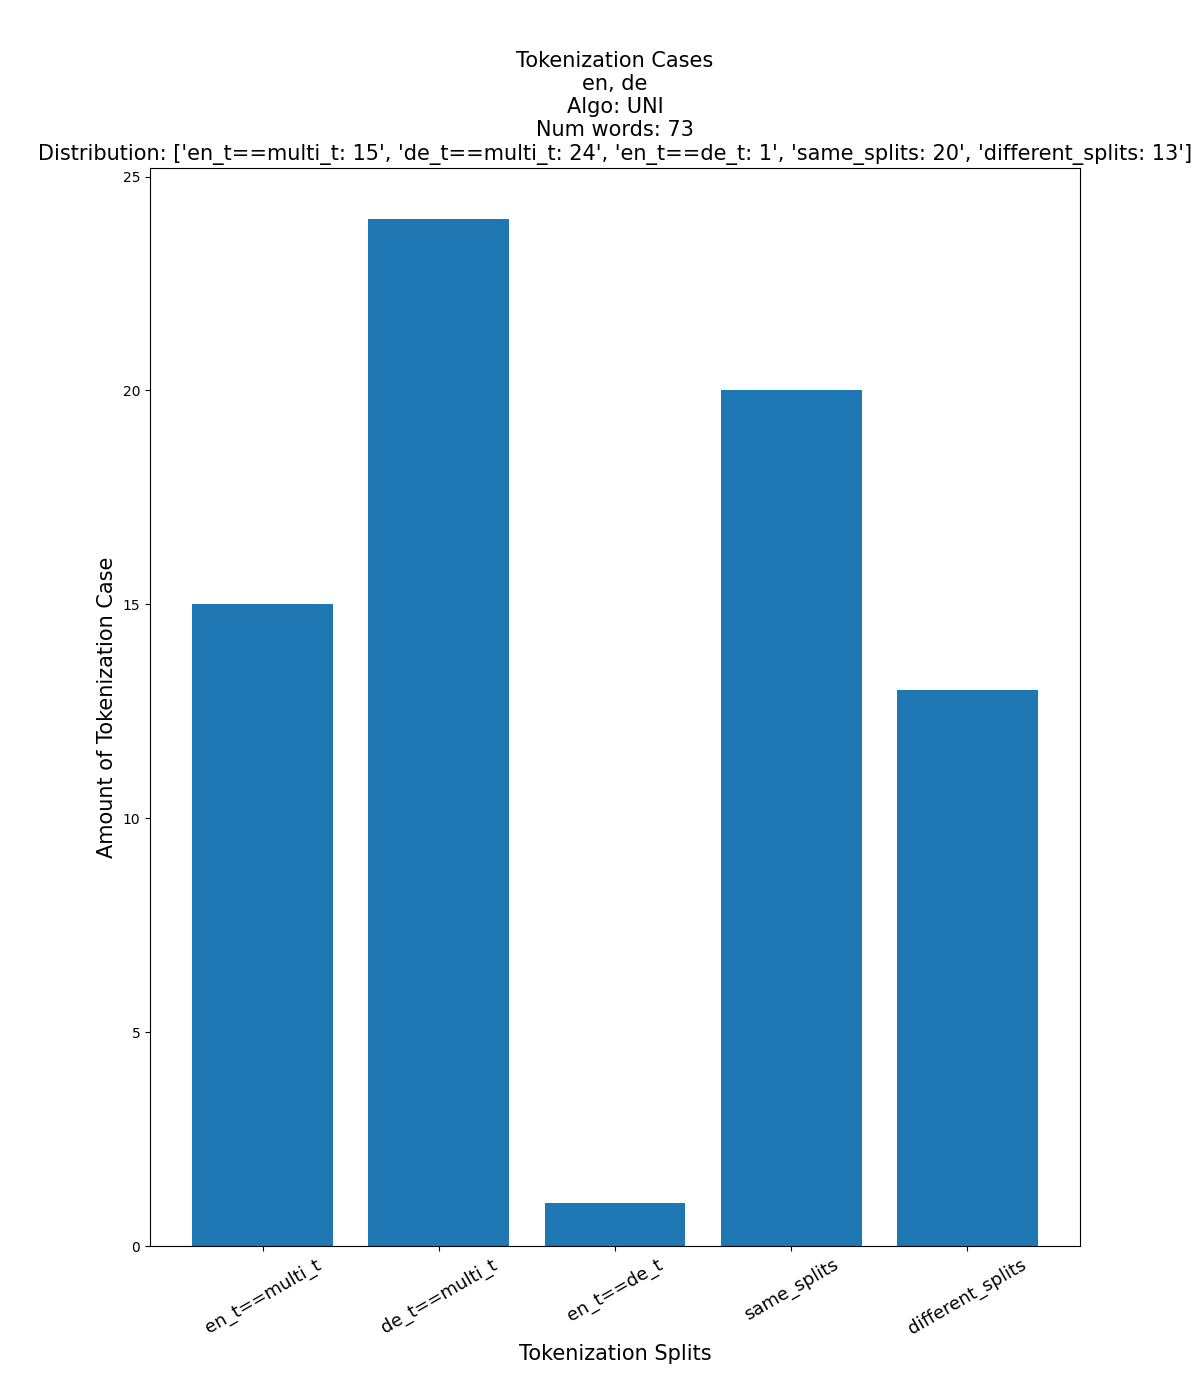 Tokenization Cases
en, de
Algo: UNI
Num words: 73
Distribution: ['en_t==multi_t: 15', 'de_t==multi_t: 24', 'en_t==de_t: 1', 'same_splits: 20', 'different_splits: 13']
25
20
15
10
5
0
Amount of Tokenization Case
en_t==multi_t
de_t==multi_t
en_t==de_t
same_splits
different_splits
Tokenization Splits